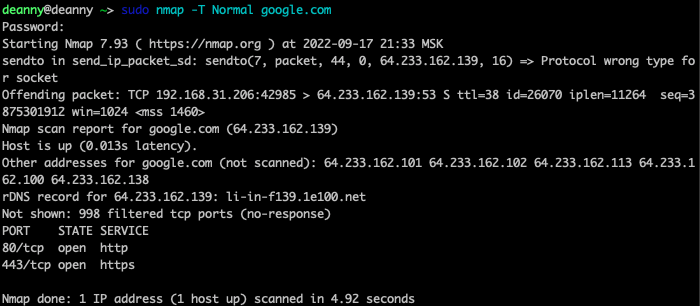 deanny@deanny ~> sudo nmap -T Normal google.com
Password:
Starting Nmap 7.93 ( https://nmap.org ) at 2022-09-17 21:33 MSK
sendto in send_ip_packet_sd: sendto(7, packet, 44, 0, 64.233.162.139, 16) => Protocol wrong type fo
r socket
Offending packet: TCP 192.168.31.206:42985 > 64.233.162.139:53 S ttl=38 id=26070 iplen=11264  seq=3
875301912 win=1024 <mss 1460>
Nmap scan report for google.com (64.233.162.139)
Host is up (0.013s latency).
Other addresses for google.com (not scanned): 64.233.162.101 64.233.162.102 64.233.162.113 64.233.1
62.100 64.233.162.138
rDNS record for 64.233.162.139: li-in-f139.1e100.net
Not shown: 998 filtered tcp ports (no-response)
PORT    STATE SERVICE
80/tcp  open  http
443/tcp open  https
Nmap done: 1 IP address (1 host up) scanned in 4.92 seconds